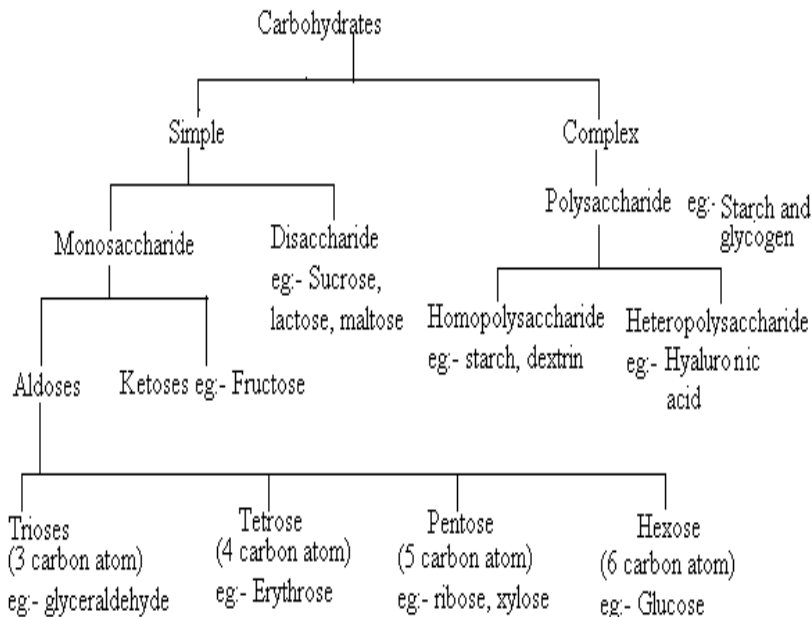 Carbohydrates
Simple
Complex
Polysaccharide eg:- Starch and
glycogen
Monosaccharide
Disaccharide
eg:- Sucrose,
lactose, maltose
Homopolysaccharide
eg:- starch, dextrin
Heteropolysaccharide
eg:- Hyaluronic
acid
Aldoses
Ketoses eg:- Fructose
Trioses
(3 carbon atom)
eg:- glyceraldehyde
Tetrose
(4 carbon atom)
eg:- Erythrose
Pentose
(5 carbon atom)
eg:- ribose, xylose
Hexose
(6 carbon atom)
eg:- Glucose